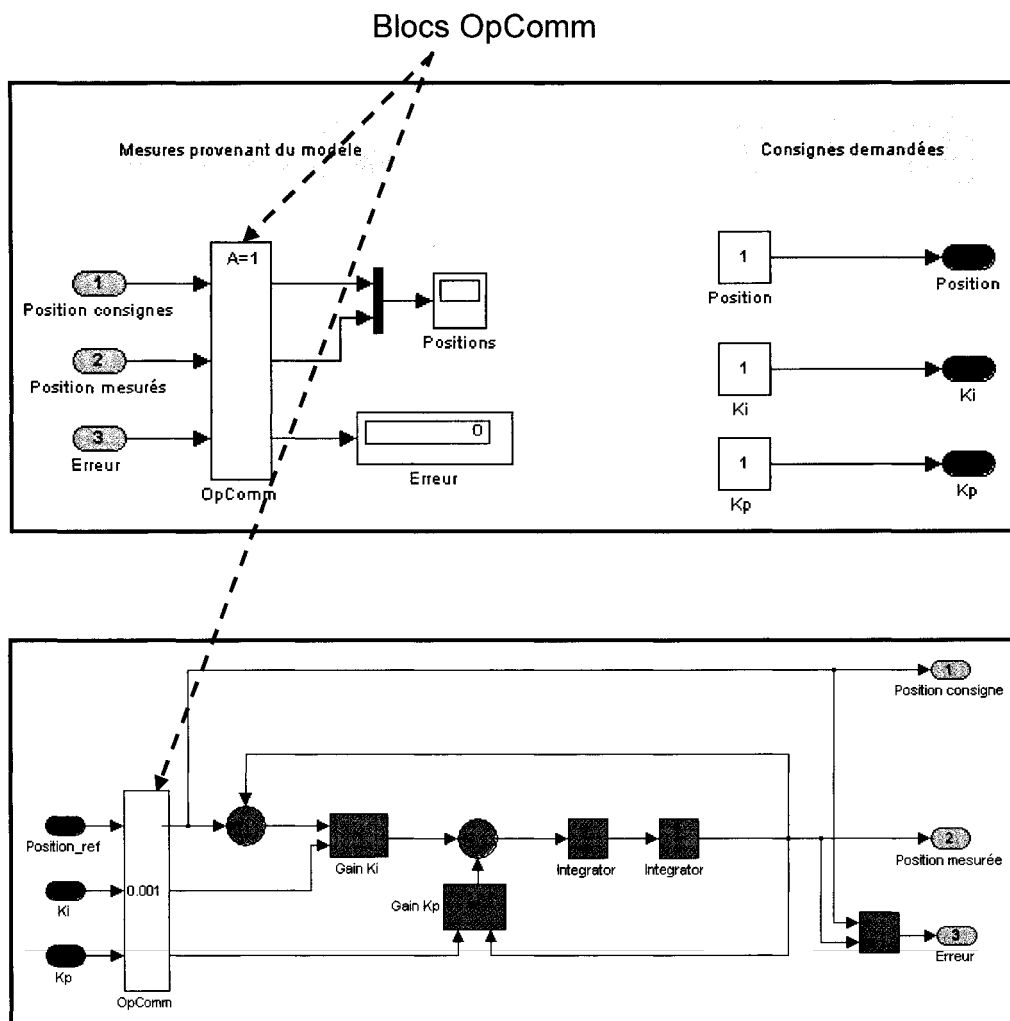 Blocs OpComm
Mesures provenant du modèle
Consignes demandées
A=1
1
Position consignes
2
Position mesurés
3
Erreur
OpComm
Positions
0
Erreur
1
Position
Position
1
Ki
Ki
1
Kp
Kp
1
Position consigne
Position_ref
Ki
0.001
Kp
OpComm
Gain Ki
Gain Kp
Integrator
Integrator
2
Position mesurée
3
Erreur